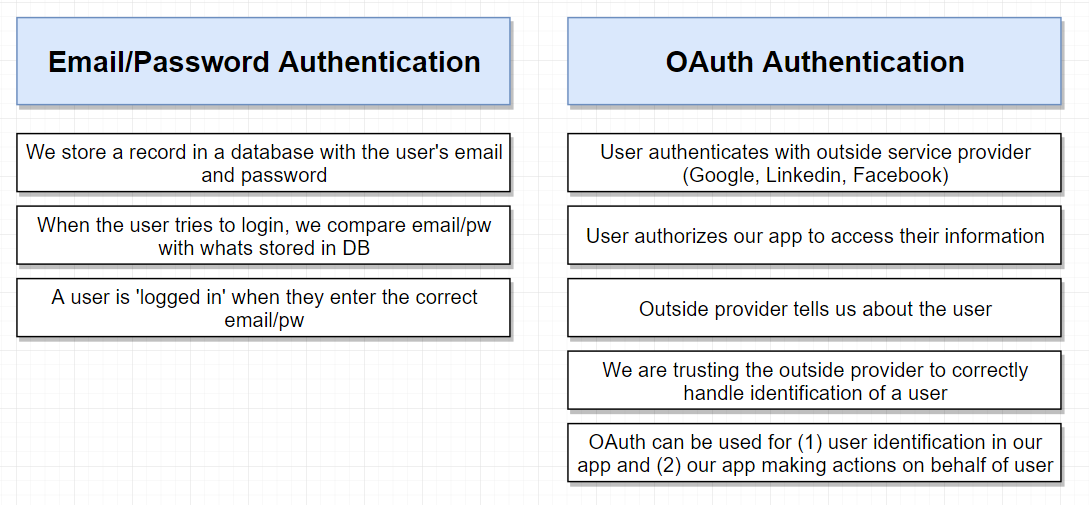 Email/Password Authentication
We store a record in a database with the user's email
and password
When the user tries to login, we compare email/pw
with whats stored in DB
A user is 'logged in' when they enter the correct
email/pw
OAuth Authentication
User authenticates with outside service provider
(Google, Linkedin, Facebook)
User authorizes our app to access their information
Outside provider tells us about the user
We are trusting the outside provider to correctly
handle identification of a user
OAuth can be used for (1) user identification in our
app and (2) our app making actions on behalf of user